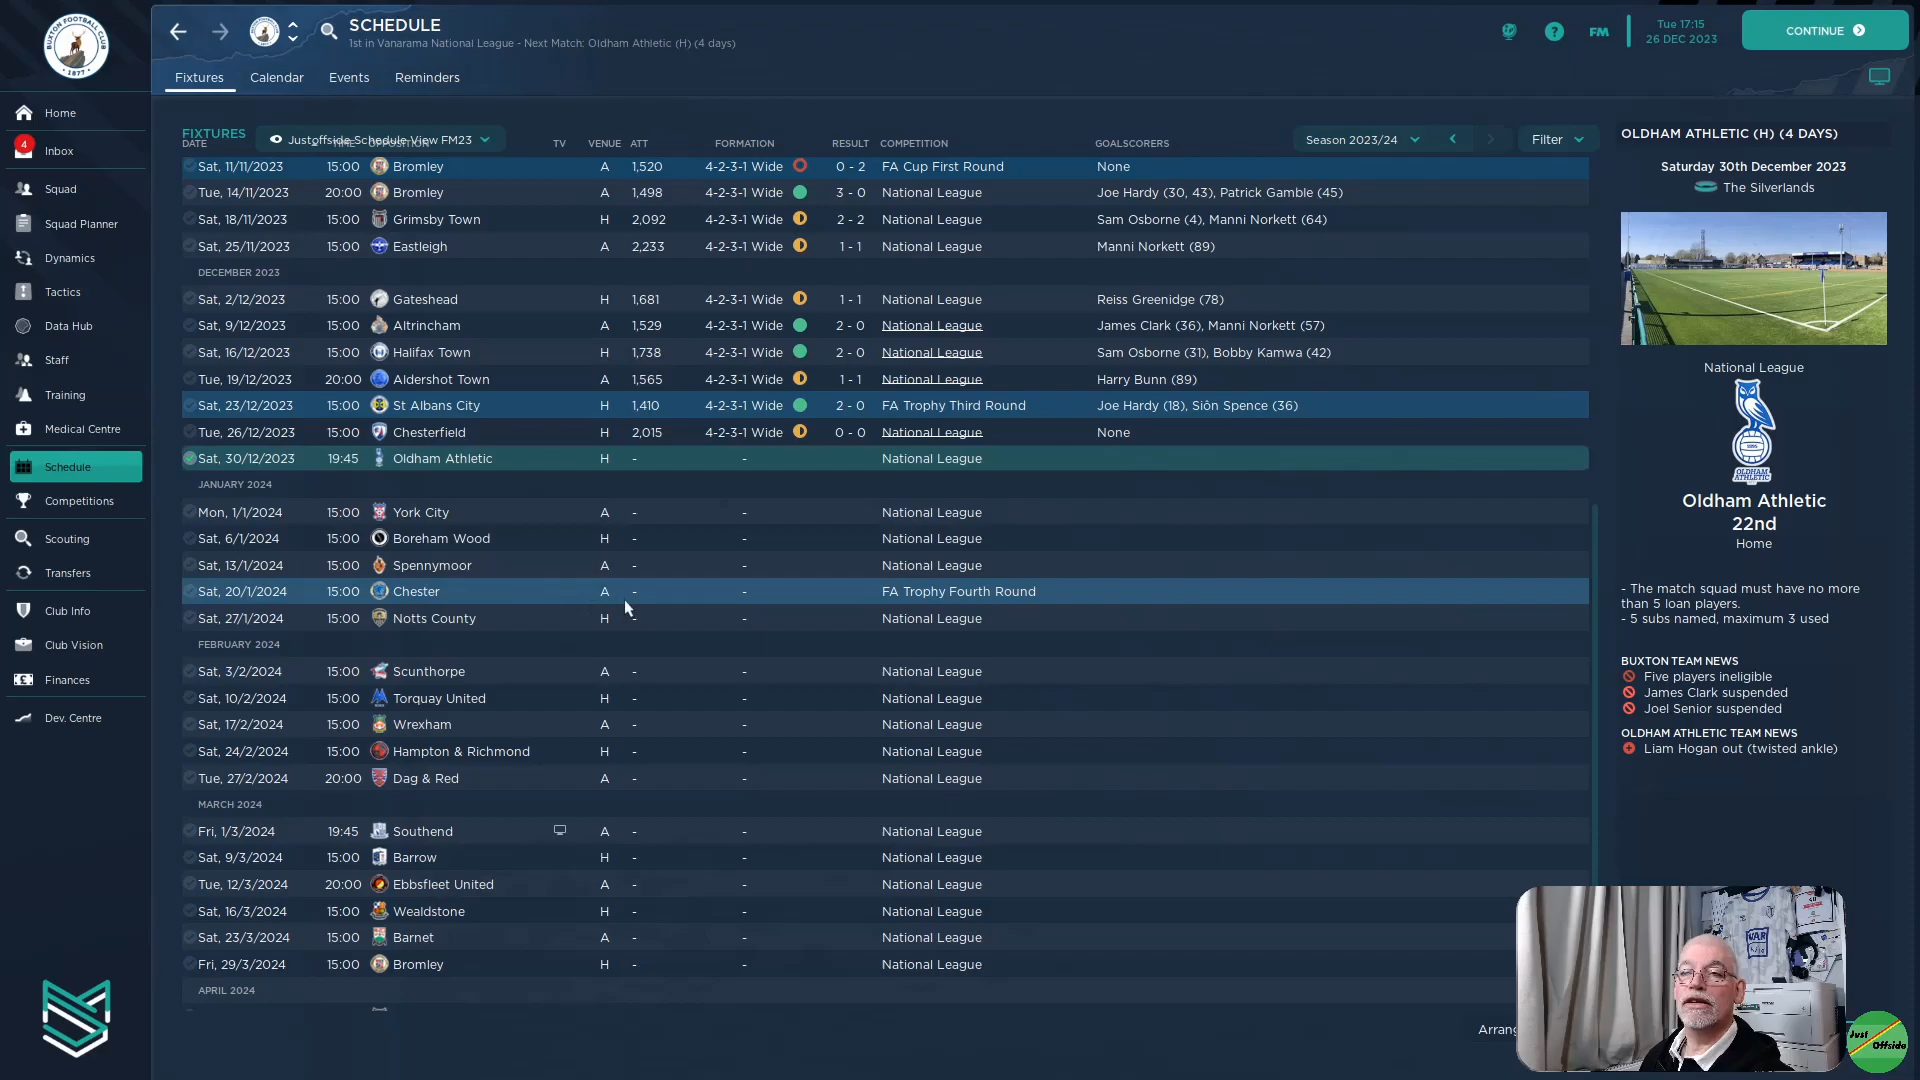 BUXTON FOOTBALL CLUB
1877
SCHEDULE
1st in Vanarama National League - Next Match: Oldham Athletic (H) (4 days)
FM
Tue 17:15
26 DEC 2023
CONTINUE
Fixtures Calendar Events Reminders
Home
4
Inbox
Squad
Squad Planner
Dynamics
Tactics
Data Hub
Staff
Training
Medical Centre
Schedule
Competitions
Scouting
Transfers
Club Info
Club Vision
Finances
Dev. Centre
FIXTURES Justoffside Schedule View FM23 Season 2023/24 Filter
DATE TIME OPPOSITION TV VENUE ATT FORMATION RESULT COMPETITION GOALSCORERS
Sat, 11/11/2023 15:00 Bromley A 1,520 4-2-3-1 Wide 0 - 2 FA Cup First Round None
Tue, 14/11/2023 20:00 Bromley A 1,498 4-2-3-1 Wide 3 - 0 National League Joe Hardy (30, 43), Patrick Gamble (45)
Sat, 18/11/2023 15:00 Grimsby Town H 2,092 4-2-3-1 Wide 2 - 2 National League Sam Osborne (4), Manni Norkett (64)
Sat, 25/11/2023 15:00 Eastleigh A 2,233 4-2-3-1 Wide 1 - 1 National League Manni Norkett (89)
DECEMBER 2023
Sat, 2/12/2023 15:00 Gateshead H 1,681 4-2-3-1 Wide 1 - 1 National League Reiss Greenidge (78)
Sat, 9/12/2023 15:00 Altrincham A 1,529 4-2-3-1 Wide 2 - 0 National League James Clark (36), Manni Norkett (57)
Sat, 16/12/2023 15:00 Halifax Town H 1,738 4-2-3-1 Wide 2 - 0 National League Sam Osborne (31), Bobby Kamwa (42)
Tue, 19/12/2023 20:00 Aldershot Town A 1,565 4-2-3-1 Wide 1 - 1 National League Harry Bunn (89)
Sat, 23/12/2023 15:00 St Albans City H 1,410 4-2-3-1 Wide 2 - 0 FA Trophy Third Round Joe Hardy (18), Siôn Spence (36)
Tue, 26/12/2023 15:00 Chesterfield H 2,015 4-2-3-1 Wide 0 - 0 National League None
Sat, 30/12/2023 19:45 Oldham Athletic H - - National League
JANUARY 2024
Mon, 1/1/2024 15:00 York City A - - National League
Sat, 6/1/2024 15:00 Boreham Wood H - - National League
Sat, 13/1/2024 15:00 Spennymoor A - - National League
Sat, 20/1/2024 15:00 Chester A - - FA Trophy Fourth Round
Sat, 27/1/2024 15:00 Notts County H - - National League
FEBRUARY 2024
Sat, 3/2/2024 15:00 Scunthorpe A - - National League
Sat, 10/2/2024 15:00 Torquay United H - - National League
Sat, 17/2/2024 15:00 Wrexham A - - National League
Sat, 24/2/2024 15:00 Hampton & Richmond H - - National League
Tue, 27/2/2024 20:00 Dag & Red A - - National League
MARCH 2024
Fri, 1/3/2024 19:45 Southend A - - National League
Sat, 9/3/2024 15:00 Barrow H - - National League
Tue, 12/3/2024 20:00 Ebbsfleet United A - - National League
Sat, 16/3/2024 15:00 Wealdstone H - - National League
Sat, 23/3/2024 15:00 Barnet A - - National League
Fri, 29/3/2024 15:00 Bromley H - - National League
APRIL 2024
Arrang
OLDHAM ATHLETIC (H) (4 DAYS)
Saturday 30th December 2023
The Silverlands
National League
OLDHAM ATHLETIC
Oldham Athletic
22nd
Home
- The match squad must have no more
than 5 loan players.
- 5 subs named, maximum 3 used
BUXTON TEAM NEWS
Five players ineligible
James Clark suspended
Joel Senior suspended
OLDHAM ATHLETIC TEAM NEWS
Liam Hogan out (twisted ankle)
VAR
Just
Offside